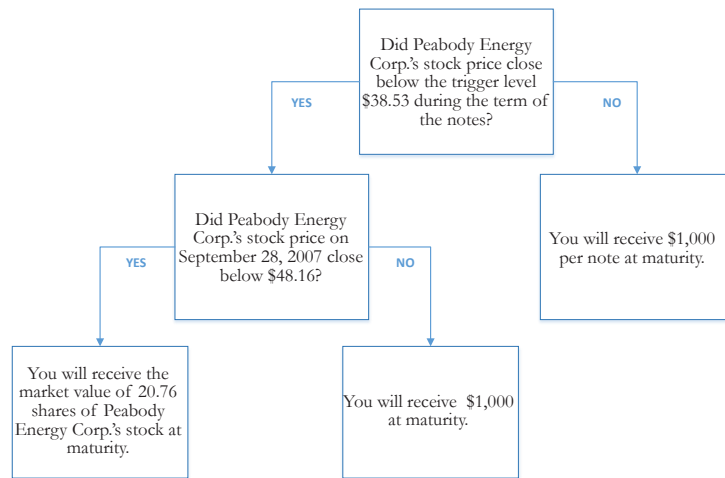 Did Peabody Energy
Corp.'s stock price close
below the trigger level
$38.53 during the term of
the notes?
YES
NO
Did Peabody Energy
Corp.'s stock price on
September 28, 2007 close
below $48.16?
You will receive $1,000
per note at maturity.
YES
NO
You will receive the
market value of 20.76
shares of Peabody
Energy Corp.'s stock at
maturity.
You will receive $1,000
at maturity.